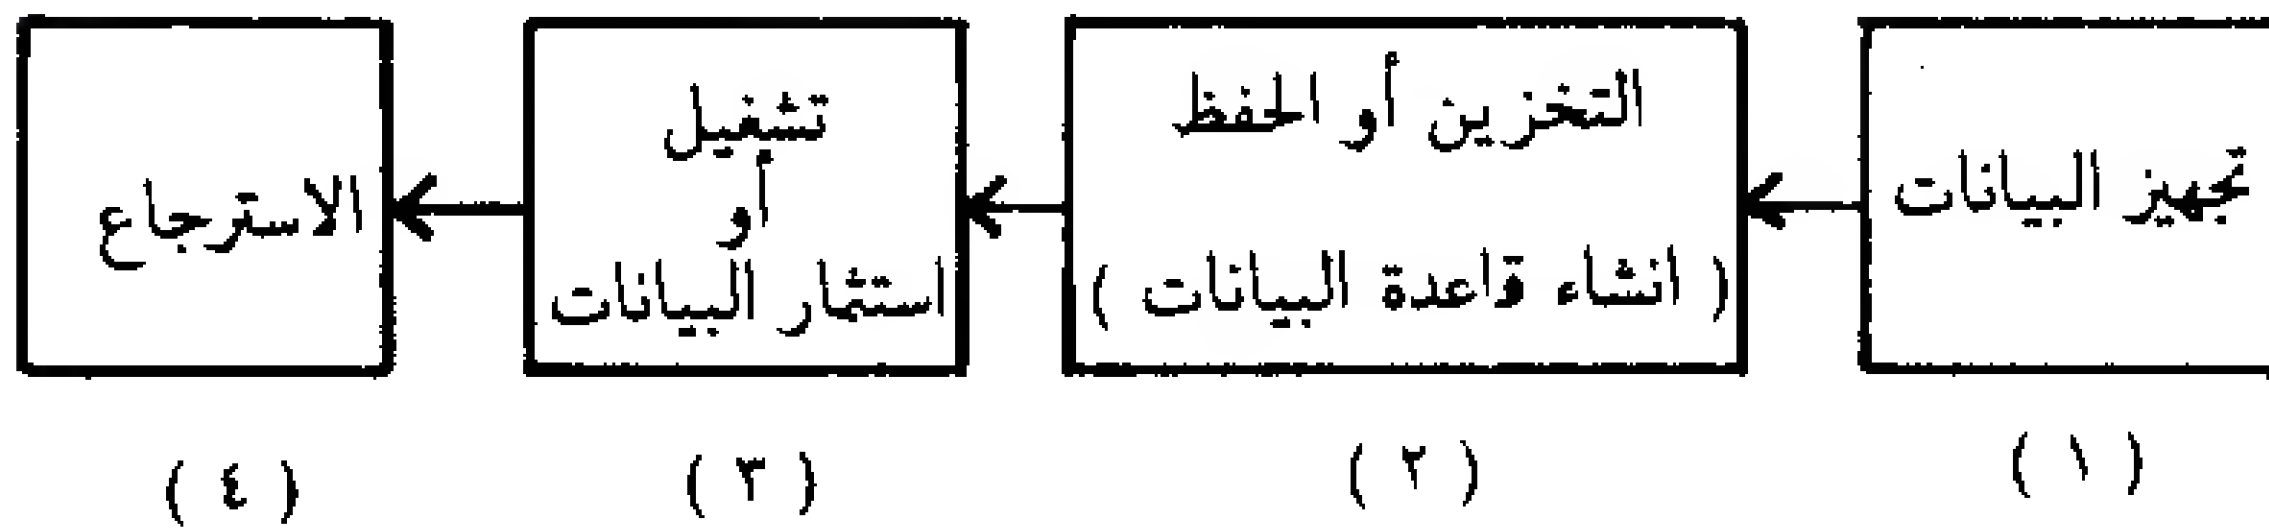 تجهيز البيانات
( ١ )
التخزين أو الحفظ
( انشاء قاعدة البيانات )
( ٢ )
تشغيل
أو
استثمار البيانات
( ٣ )
الاسترجاع
( ٤ )